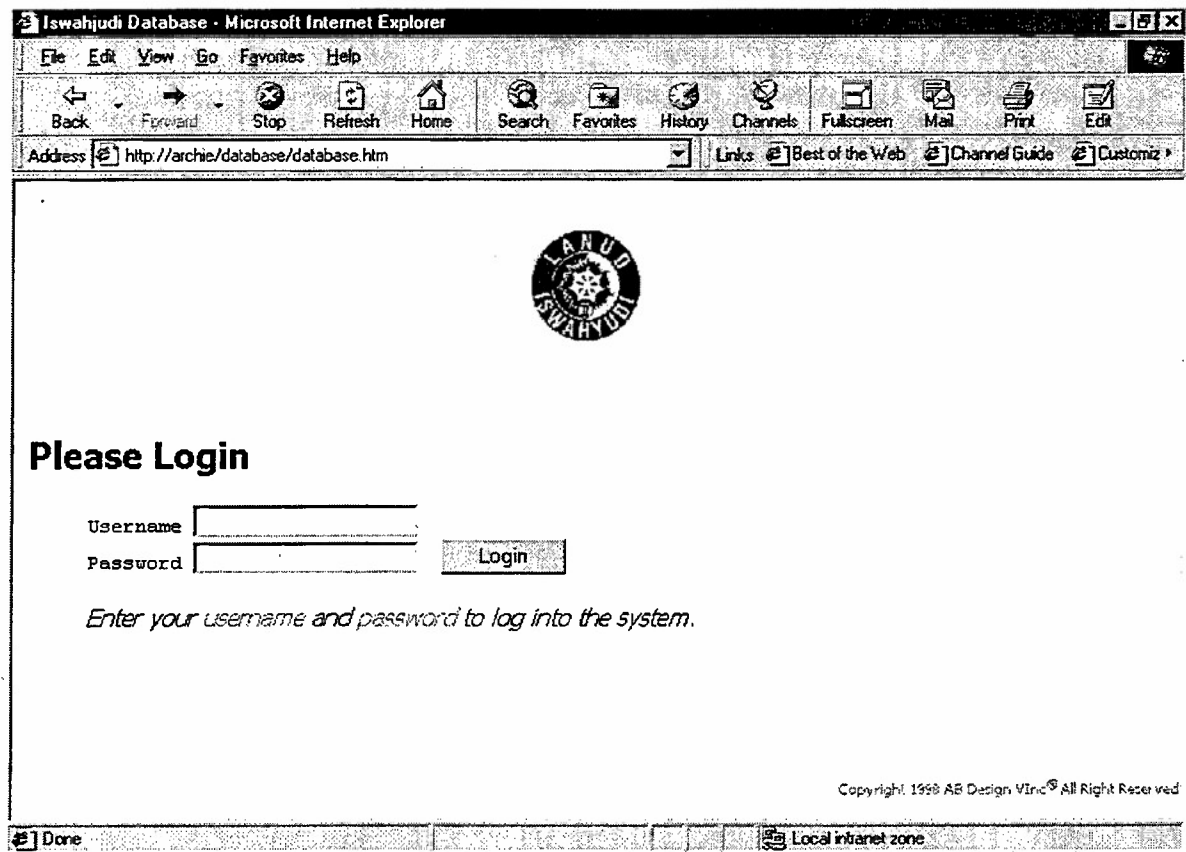 Iswahjudi Database - Microsoft Internet Explorer
File Edit View Go Favorites Help
Back Forward Stop Refresh Home Search Favorites History Channels Fullscreen Mail Print Edit
Address http://archie/database/database.htm Links Best of the Web Channel Guide Customiz
LANUD
ISWAHYUDI
Please Login
Username
Password
Login
Enter your username and password to log into the system.
Copyright 1998 AB Design VInc© All Right Reserved
Done Local intranet zone